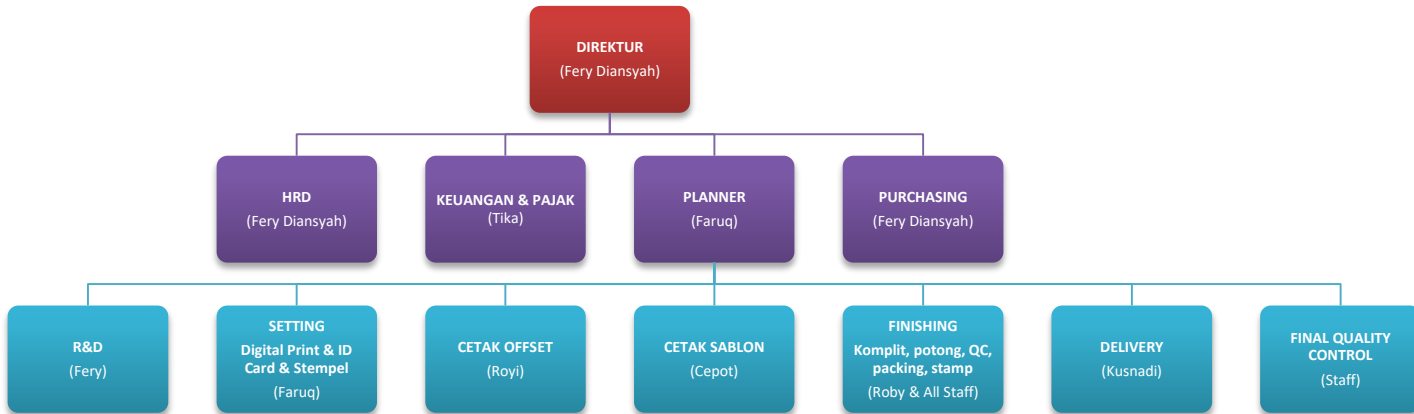 DIREKTUR
(Fery Diansyah)
HRD
(Fery Diansyah)
KEUANGAN & PAJAK
(Tika)
PLANNER
(Faruq)
PURCHASING
(Fery Diansyah)
R&D
(Fery)
SETTING
Digital Print & ID
Card & Stempel
(Faruq)
CETAK OFFSET
(Royi)
CETAK SABLON
(Cepot)
FINISHING
Komplit, potong, QC,
packing, stamp
(Roby & All Staff)
DELIVERY
(Kusnadi)
FINAL QUALITY
CONTROL
(Staff)